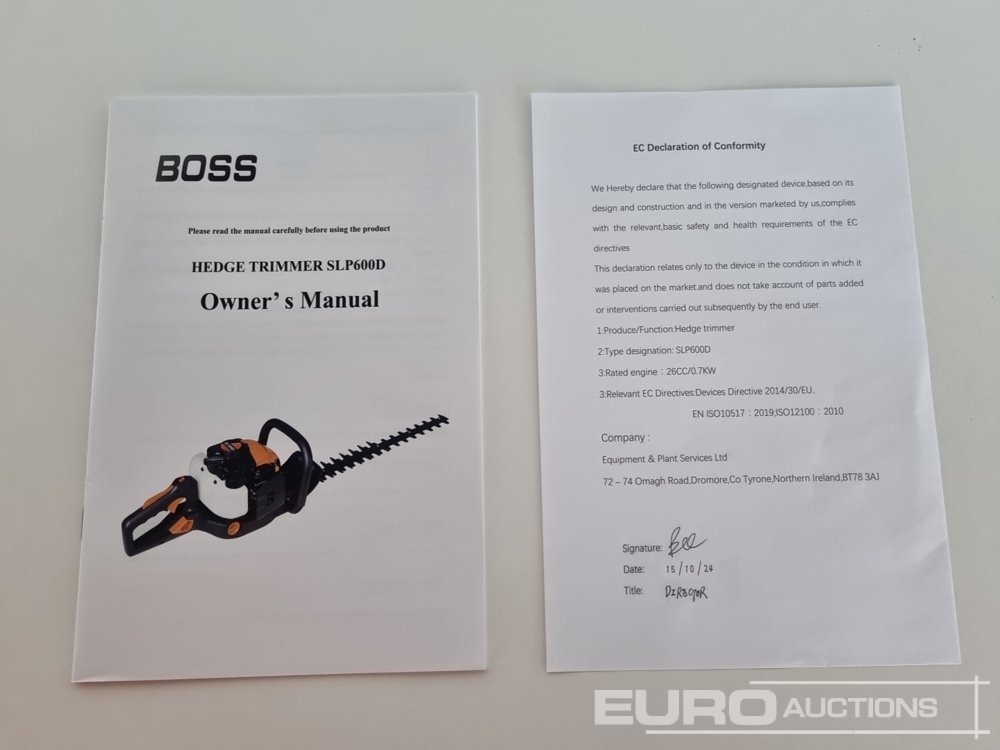 BOSS
Please read the manual carefully before using the product
HEDGE TRIMMER SLP600D
Owner’ s Manual
EC Declaration of Conformity
We Hereby declare that the following designated device,based on its
design and construction and in the version marketed by us,complies
with the relevant,basic safety and health requirements of the EC
directives
This declaration relates only to the device in the condition in which it
was placed on the market,and does not take account of parts added
or interventions carried out subsequently by the end user.
1:Produce/Function:Hedge trimmer
2:Type designation: SLP600D
3:Rated engine : 26CC/0.7KW
3:Relevant EC Directives:Devices Directive 2014/30/EU,
EN ISO10517 : 2019,ISO12100 : 2010
Company :
Equipment & Plant Services Ltd
72 – 74 Omagh Road,Dromore,Co Tyrone,Northern Ireland,BT78 3AJ
Signature:
Date: 15/10/24
Title: DIRECTOR
EURO AUCTIONS